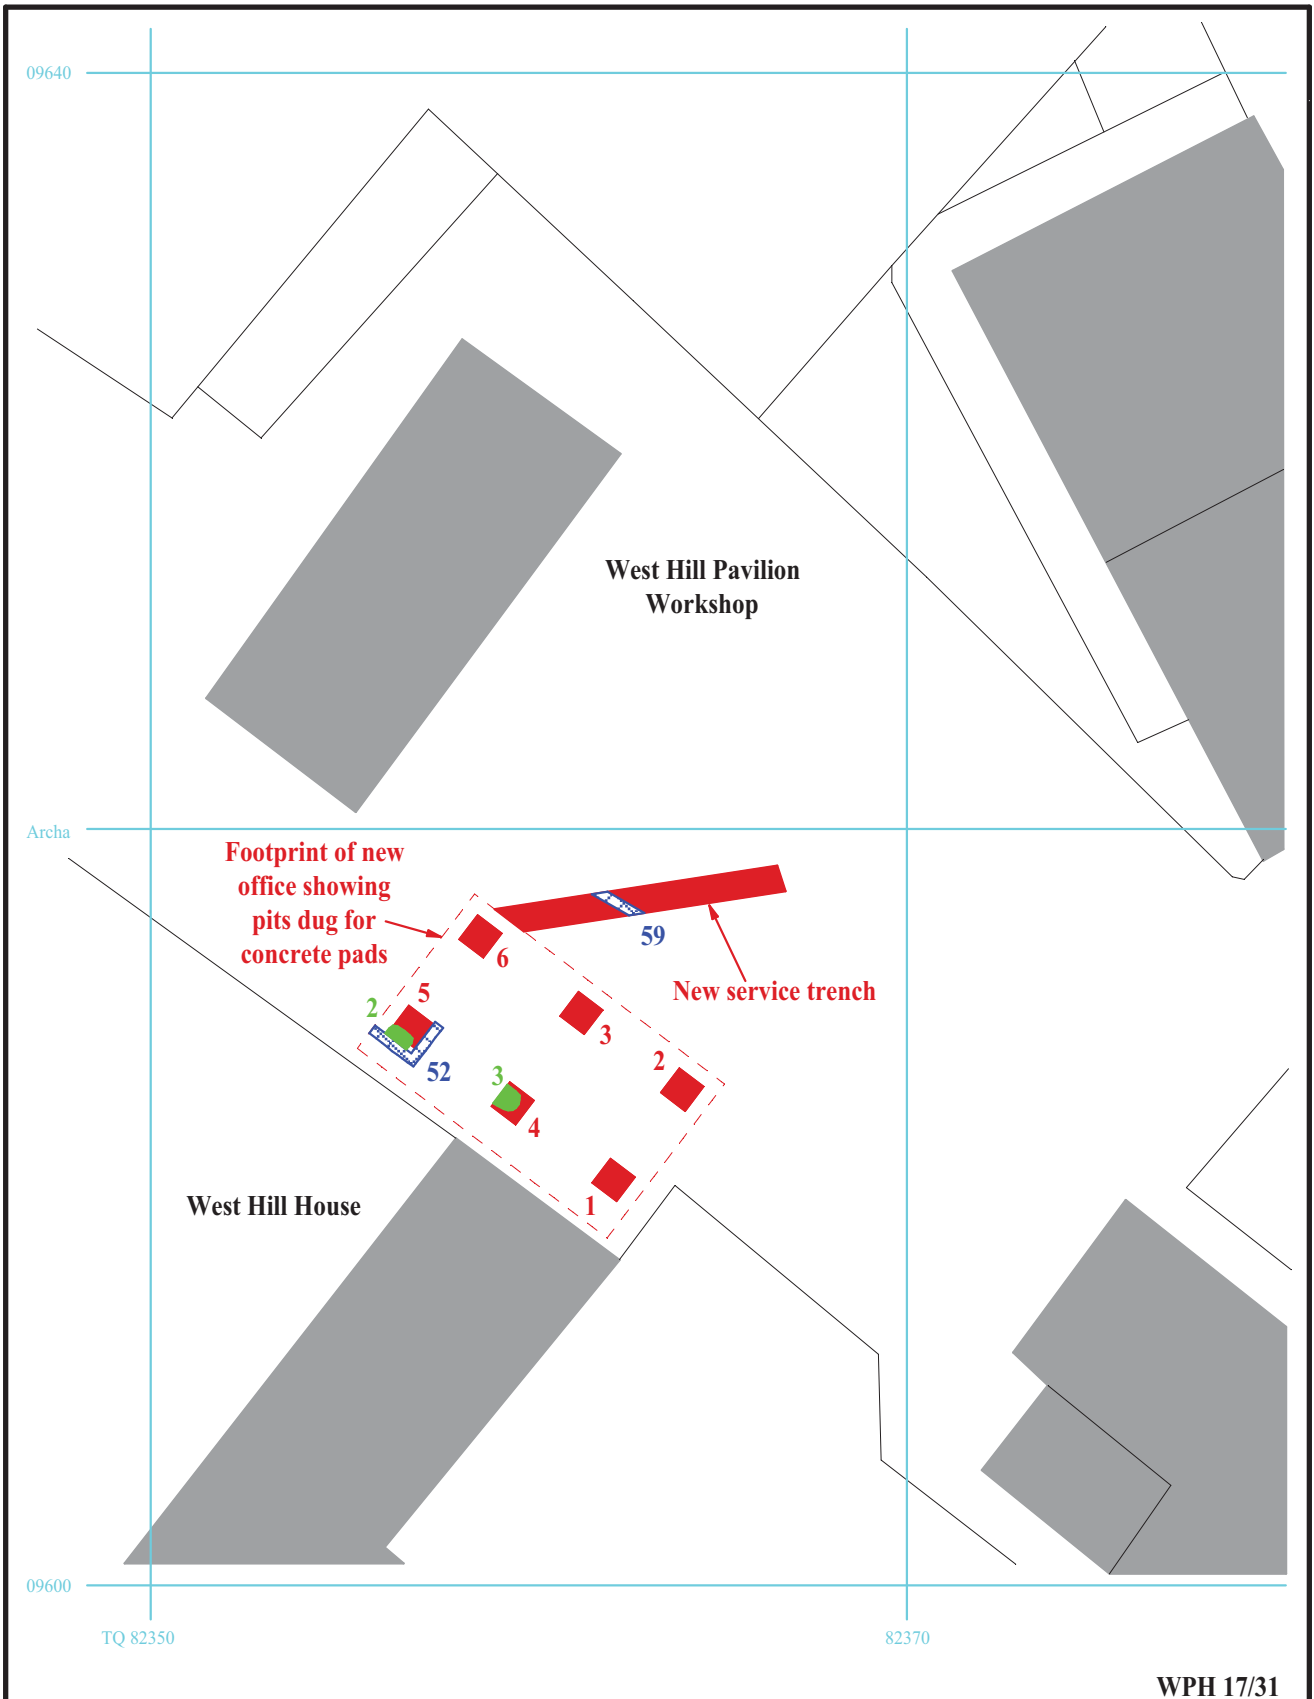 09640
West Hill Pavilion
Workshop
Archa
Footprint of new
office showing
pits dug for
concrete pads
59
6
New service trench
5
2
3
2
52
3
4
1
West Hill House
09600
TQ 82350
82370
WPH 17/31